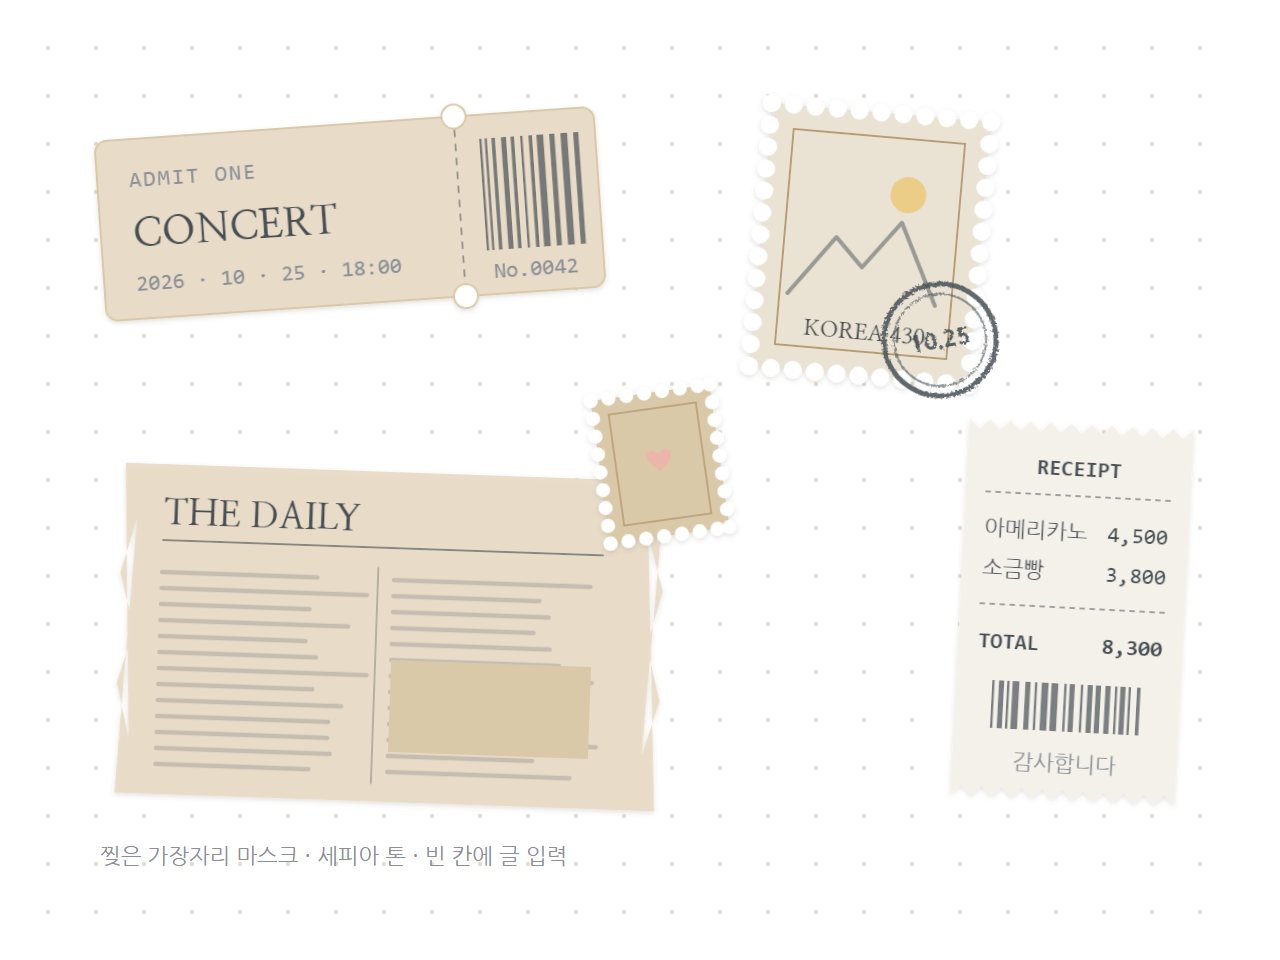 ADMIT ONE
CONCERT
2026 · 10 · 25 · 18:00
No.0042
KOREA 430
10.25
THE DAILY
RECEIPT
아메리카노 4,500
소금빵 3,800
TOTAL 8,300
감사합니다
찢은 가장자리 마스크 · 세피아 톤 · 빈 칸에 글 입력